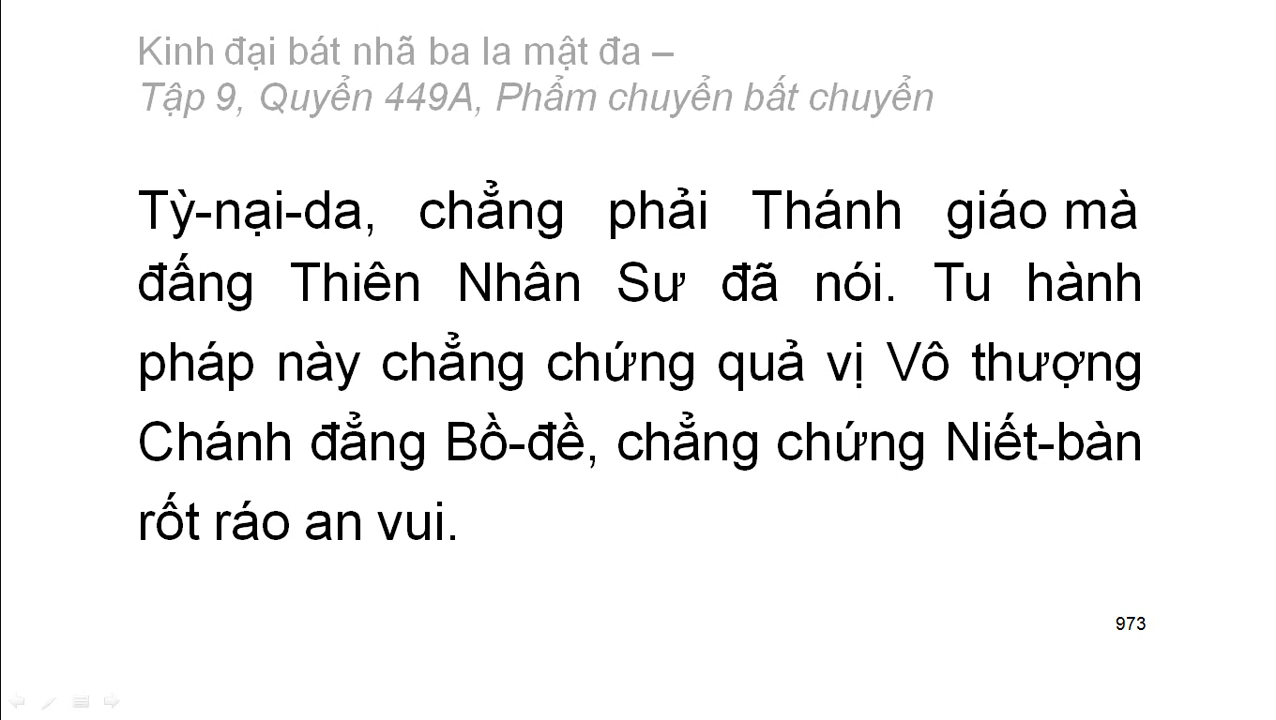 Kinh đại bát nhã ba la mật đa –
Tập 9, Quyển 449A, Phẩm chuyển bất chuyển
Tỳ-nại-da, chẳng phải Thánh giáo mà
đấng Thiên Nhân Sư đã nói. Tu hành
pháp này chẳng chứng quả vị Vô thượng
Chánh đẳng Bồ-đề, chẳng chứng Niết-bàn
rốt ráo an vui.
973